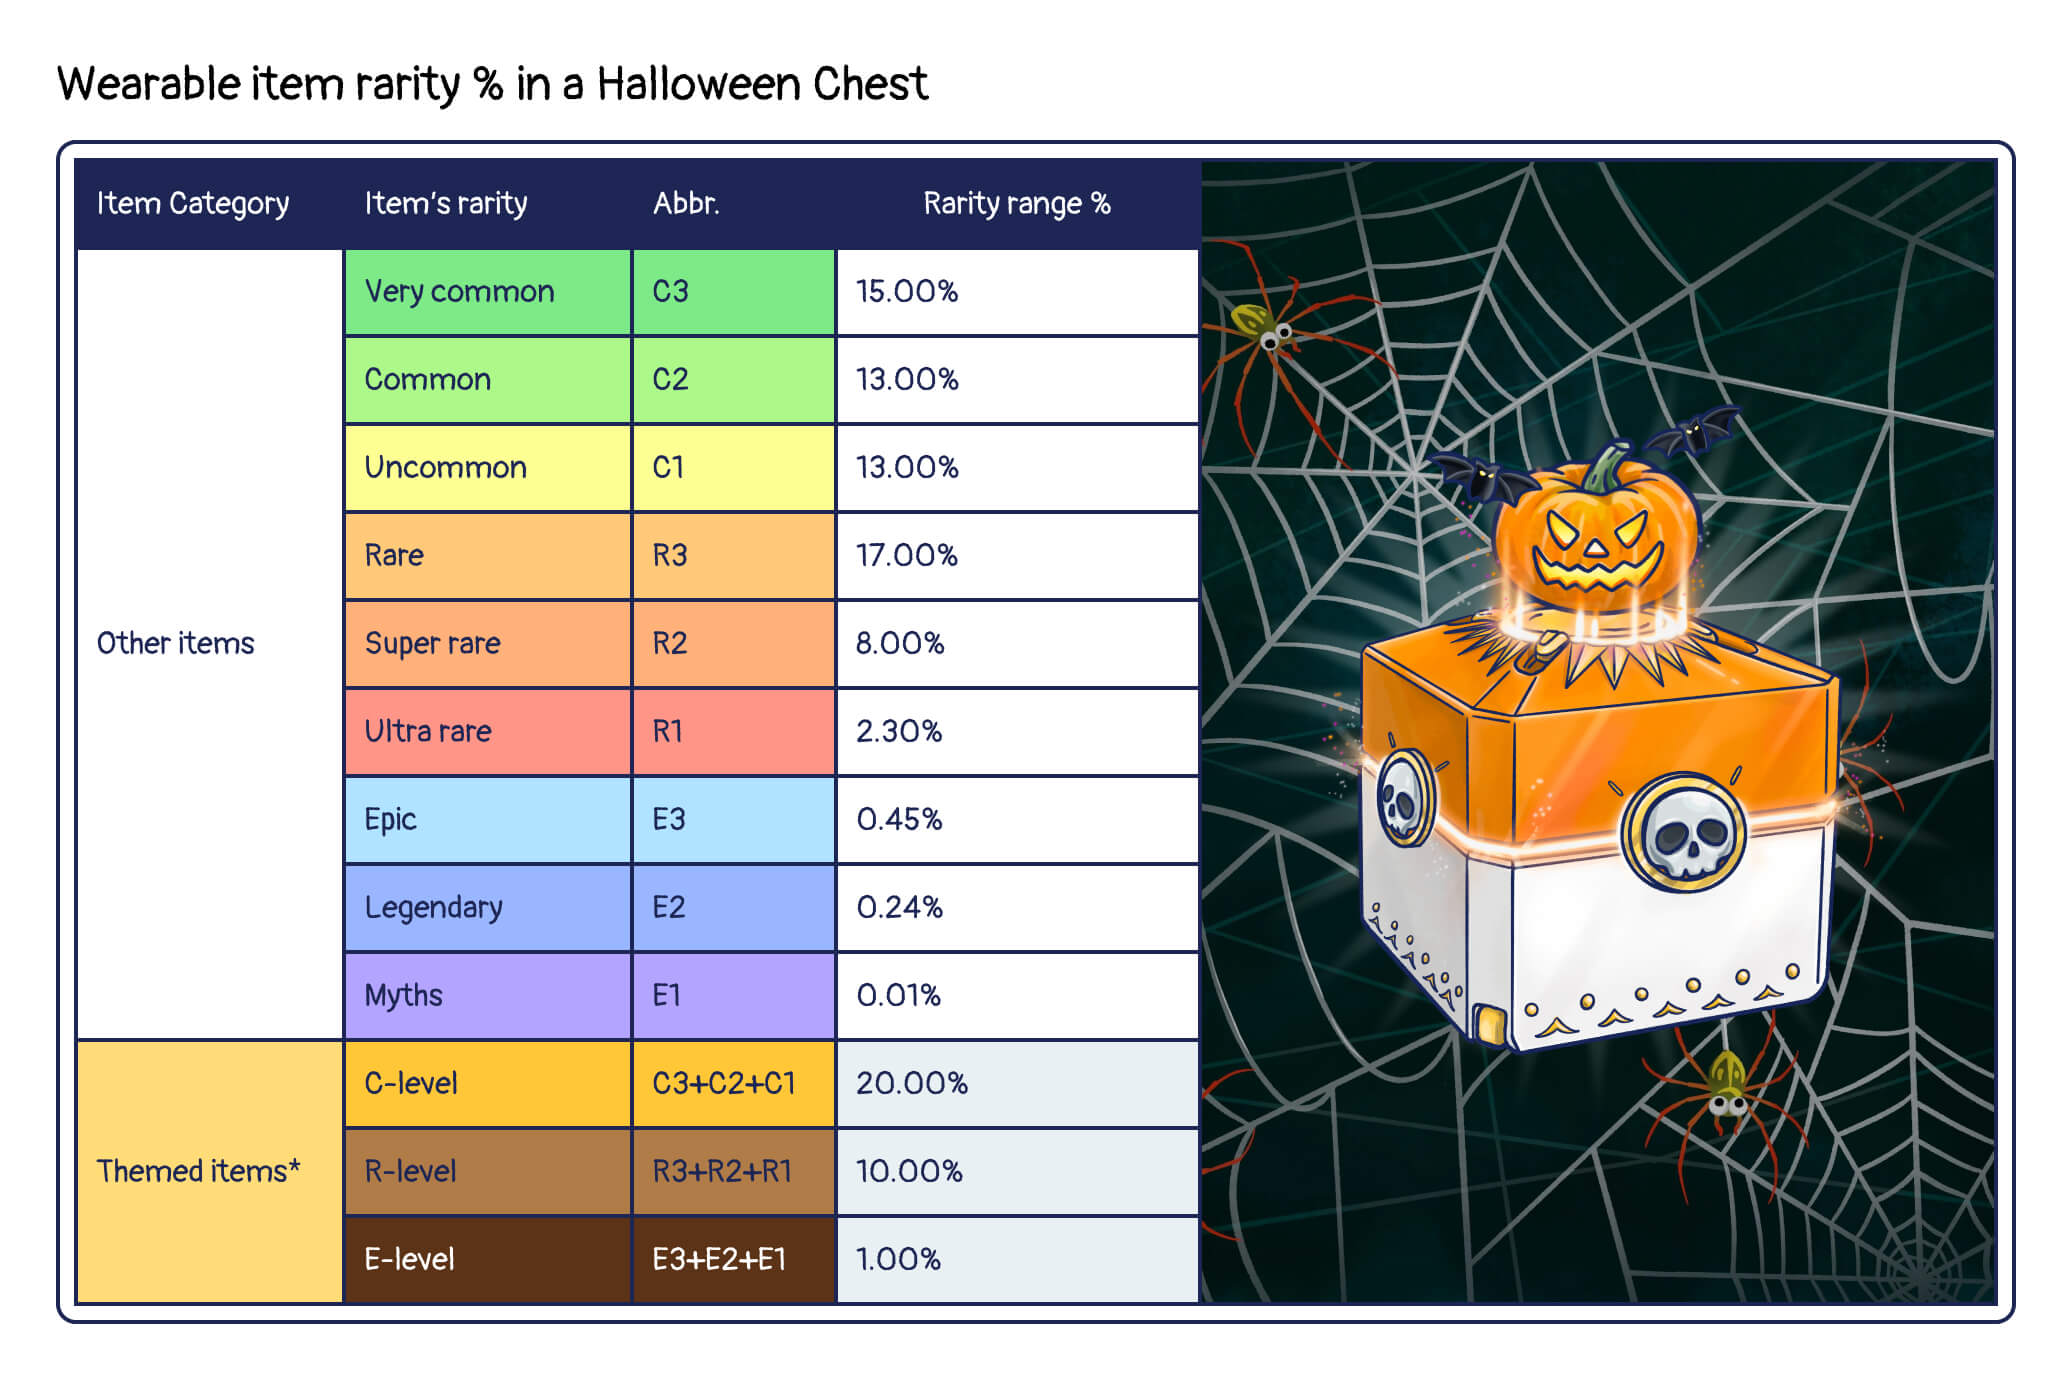 Wearable item rarity % in a Halloween Chest
Item Category Item's rarity Abbr. Rarity range %
Other items
Very common C3 15.00%
Common C2 13.00%
Uncommon C1 13.00%
Rare R3 17.00%
Super rare R2 8.00%
Ultra rare R1 2.30%
Epic E3 0.45%
Legendary E2 0.24%
Myths E1 0.01%
Themed items*
C-level C3+C2+C1 20.00%
R-level R3+R2+R1 10.00%
E-level E3+E2+E1 1.00%